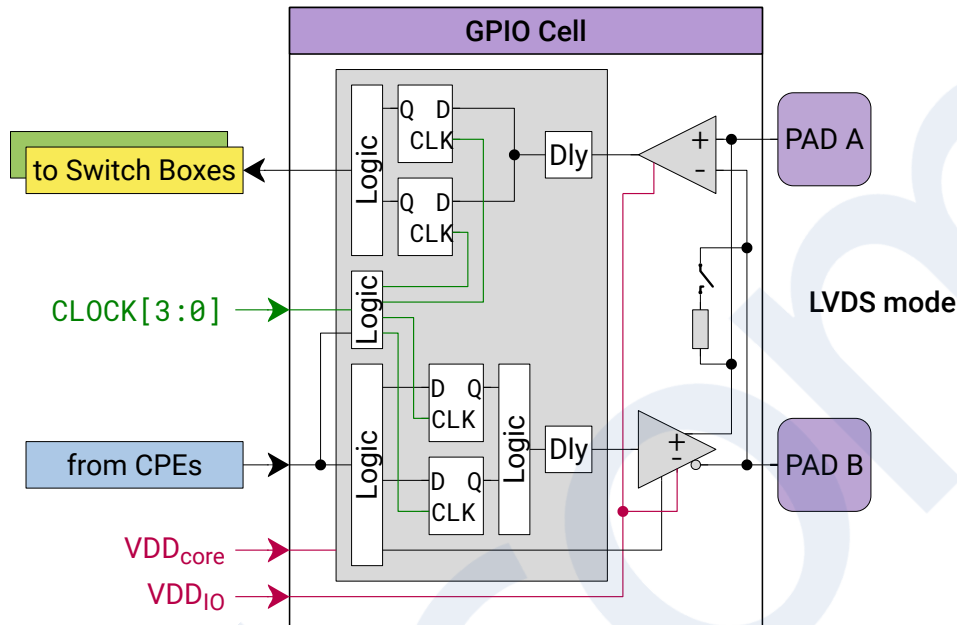 GPIO Cell
Q D
CLK
Logic
Dly
+
-
PAD A
to Switch Boxes
Q D
CLK
CLOCK[3:0]
Logic
LVDS mode
D Q
CLK
Logic
Logic
Dly
+
-
PAD B
from CPEs
D Q
CLK
VDDcore
VDDIO